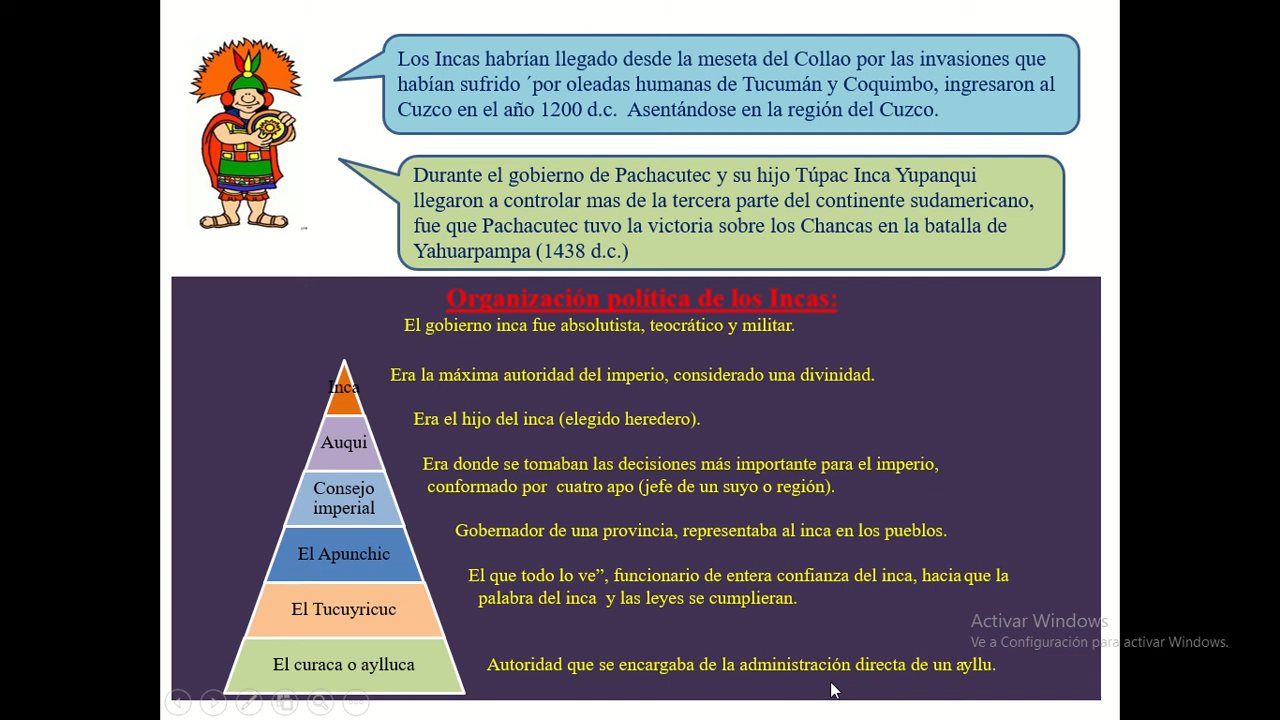 Los Incas habrían llegado desde la meseta del Collao por las invasiones que
habían sufrido ´por oleadas humanas de Tucumán y Coquimbo, ingresaron al
Cuzco en el año 1200 d.c. Asentándose en la región del Cuzco.
Durante el gobierno de Pachacutec y su hijo Túpac Inca Yupanqui
llegaron a controlar mas de la tercera parte del continente sudamericano,
fue que Pachacutec tuvo la victoria sobre los Chancas en la batalla de
Yahuarpampa (1438 d.c.)
Organización política de los Incas:
El gobierno inca fue absolutista, teocrático y militar.
Inca
Era la máxima autoridad del imperio, considerado una divinidad.
Auqui
Era el hijo del inca (elegido heredero).
Consejo
imperial
Era donde se tomaban las decisiones más importante para el imperio,
conformado por cuatro apo (jefe de un suyo o región).
El Apunchic
Gobernador de una provincia, representaba al inca en los pueblos.
El Tucuyricuc
El que todo lo ve”, funcionario de entera confianza del inca, hacia que la
palabra del inca y las leyes se cumplieran.
El curaca o aylluca
Autoridad que se encargaba de la administración directa de un ayllu.
Activar Windows
Ve a Configuración para activar Windows.